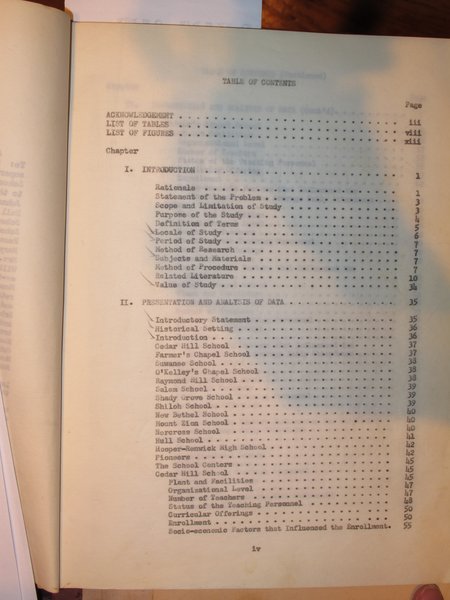 TABLE OF CONTENTS
Page
ACKNOWLEDGEMENT . . . . . . . . . . iii
LIST OF TABLES . . . . . . . . . . viii
LIST OF FIGURES . . . . . . . . . . xiii
Chapter
I. INTRODUCTION . . . . . . . . . . 1
Rationale . . . . . . . . . . 1
Statement of the Problem . . . . . . . . . . 3
Scope and Limitation of Study . . . . . . . . . . 3
Purpose of the Study . . . . . . . . . . 4
Definition of Terms . . . . . . . . . . 5
Locale of Study . . . . . . . . . . 6
Period of Study . . . . . . . . . . 7
Method of Research . . . . . . . . . . 7
Subjects and Materials . . . . . . . . . . 7
Method of Procedure . . . . . . . . . . 7
Related Literature . . . . . . . . . . 10
Value of Study . . . . . . . . . . 34
II. PRESENTATION AND ANALYSIS OF DATA . . . . . . . . . . 35
Introductory Statement . . . . . . . . . . 35
Historical Setting . . . . . . . . . . 36
Introduction . . . . . . . . . . 36
Cedar Hill School . . . . . . . . . . 37
Farmer's Chapel School . . . . . . . . . . 37
Suwanee School . . . . . . . . . . 38
O'Kelley's Chapel School . . . . . . . . . . 38
Raymond Hill School . . . . . . . . . . 38
Salem School . . . . . . . . . . 39
Shady Grove School . . . . . . . . . . 39
Shiloh School . . . . . . . . . . 39
New Bethel School . . . . . . . . . . 40
Mount Zion School . . . . . . . . . . 40
Norcross School . . . . . . . . . . 40
Hull School . . . . . . . . . . 41
Hooper-Renwick High School . . . . . . . . . . 42
Pioneers . . . . . . . . . . 42
The School Centers . . . . . . . . . . 45
Cedar Hill School . . . . . . . . . . 45
Plant and Facilities . . . . . . . . . . 45
Organizational Level . . . . . . . . . . 47
Number of Teachers . . . . . . . . . . 47
Status of the Teaching Personnel . . . . . . . . . . 48
Curricular Offerings . . . . . . . . . . 50
Enrollment . . . . . . . . . . 50
Socio-economic Factors that Influenced the Enrollment. 55
iv